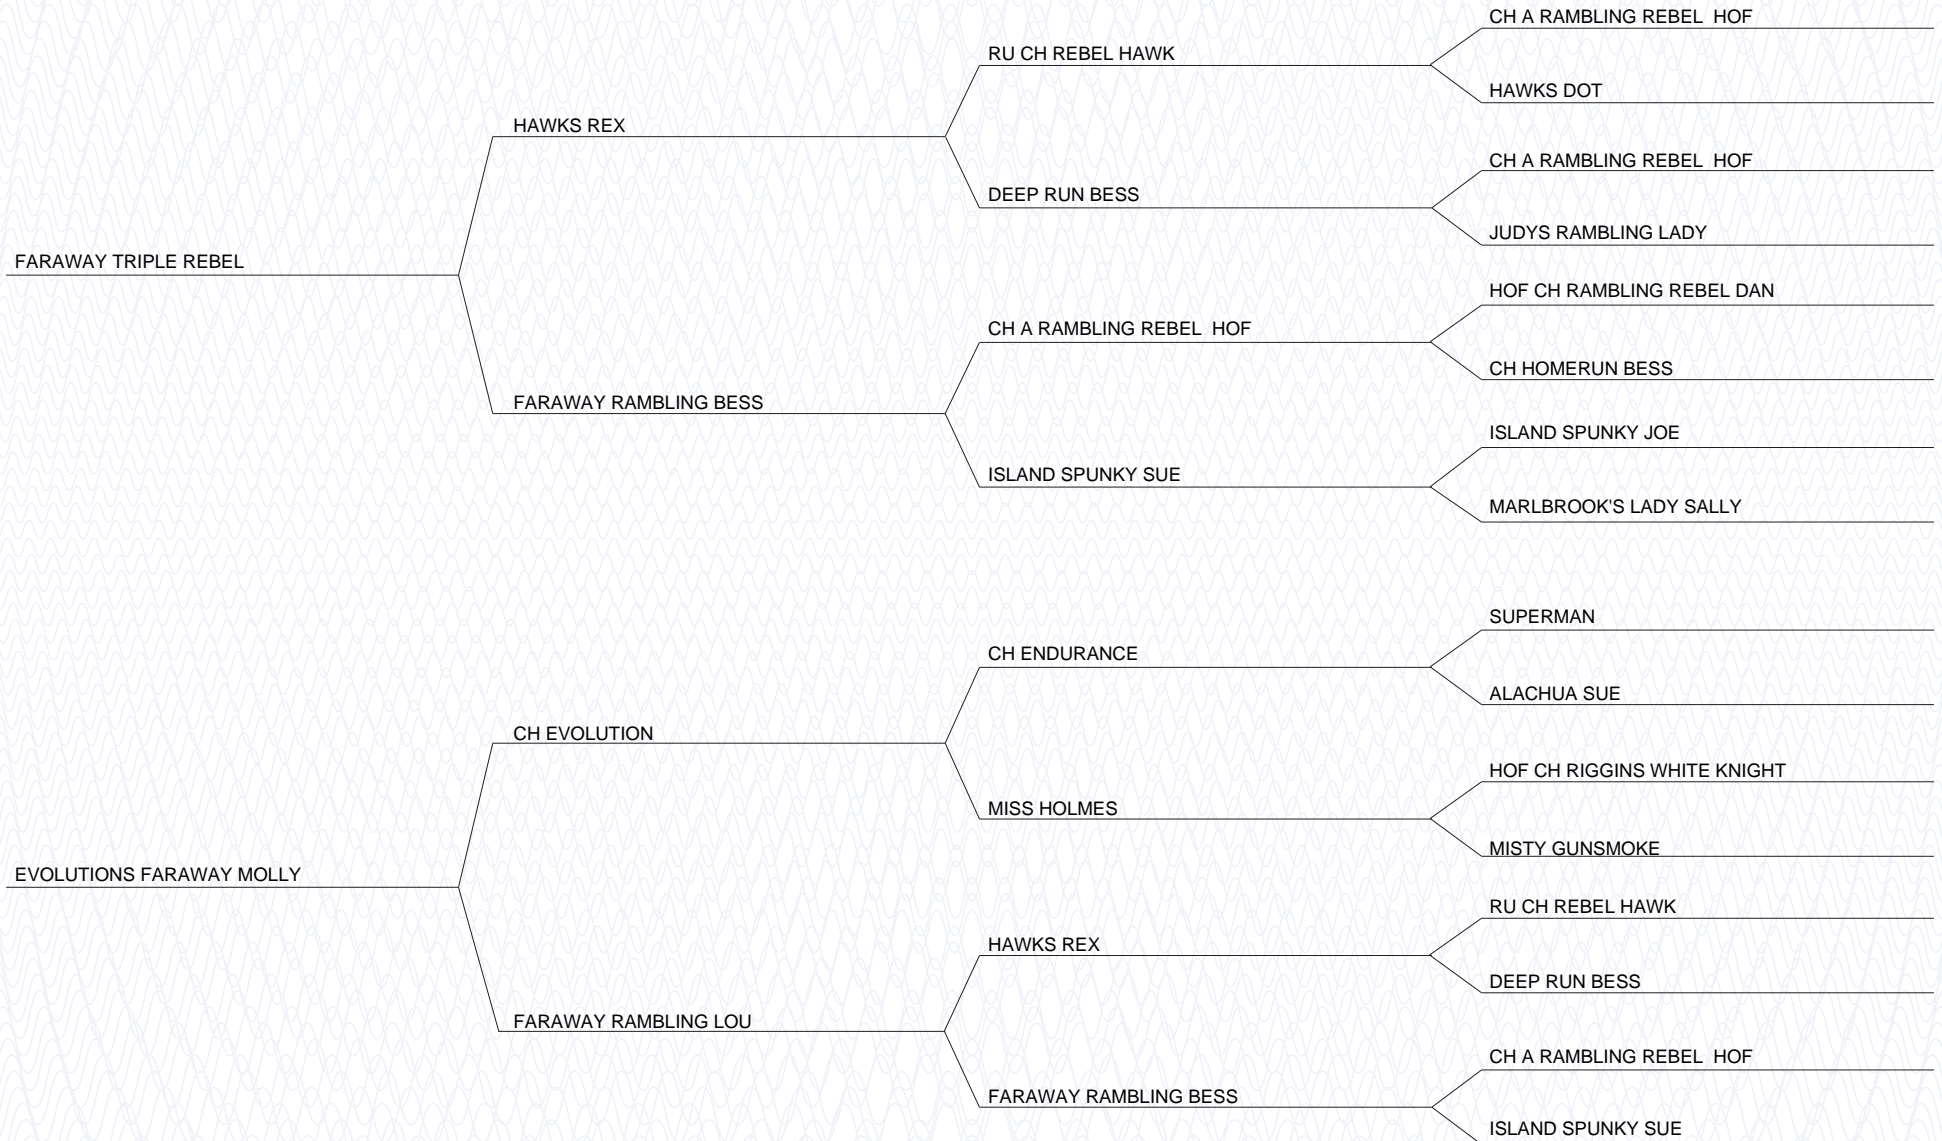 CH A RAMBLING REBEL  HOF
RU CH REBEL HAWK
HAWKS DOT
HAWKS REX
CH A RAMBLING REBEL  HOF
DEEP RUN BESS
JUDYS RAMBLING LADY
FARAWAY TRIPLE REBEL
HOF CH RAMBLING REBEL DAN
CH A RAMBLING REBEL  HOF
CH HOMERUN BESS
FARAWAY RAMBLING BESS
ISLAND SPUNKY JOE
ISLAND SPUNKY SUE
MARLBROOK'S LADY SALLY
SUPERMAN
CH ENDURANCE
ALACHUA SUE
CH EVOLUTION
HOF CH RIGGINS WHITE KNIGHT
MISS HOLMES
MISTY GUNSMOKE
EVOLUTIONS FARAWAY MOLLY
RU CH REBEL HAWK
HAWKS REX
DEEP RUN BESS
FARAWAY RAMBLING LOU
CH A RAMBLING REBEL  HOF
FARAWAY RAMBLING BESS
ISLAND SPUNKY SUE